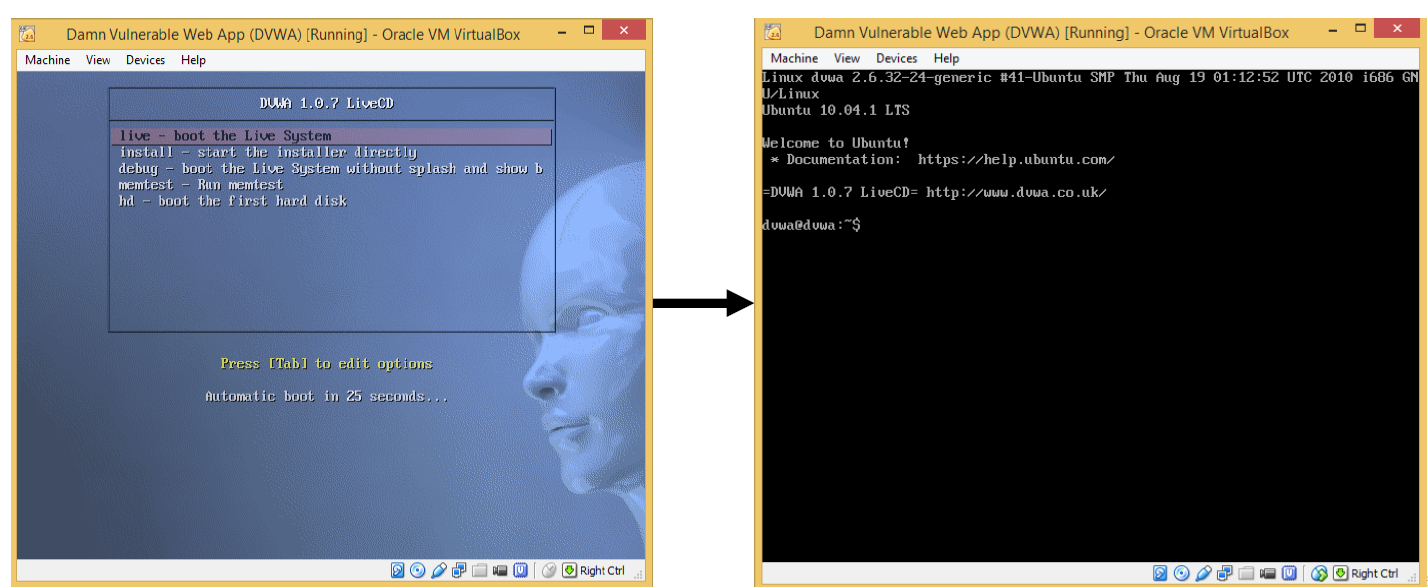 Damn Vulnerable Web App (DVWA) [Running] - Oracle VM VirtualBox
Machine View Devices Help
DVWA 1.0.7 LiveCD
live - boot the Live System
install - start the installer directly
debug - boot the Live System without splash and show b
memtest - Run memtest
hd - boot the first hard disk
Press [Tab] to edit options
Automatic boot in 25 seconds...
Right Ctrl
Damn Vulnerable Web App (DVWA) [Running] - Oracle VM VirtualBox
Machine View Devices Help
Linux dvwa 2.6.32-24-generic #41-Ubuntu SMP Thu Aug 19 01:12:52 UTC 2010 i686 GN
U/Linux
Ubuntu 10.04.1 LTS
Welcome to Ubuntu!
* Documentation: https://help.ubuntu.com/
=DVWA 1.0.7 LiveCD= http://www.dvwa.co.uk/
dvwa@dvwa:~$
Right Ctrl